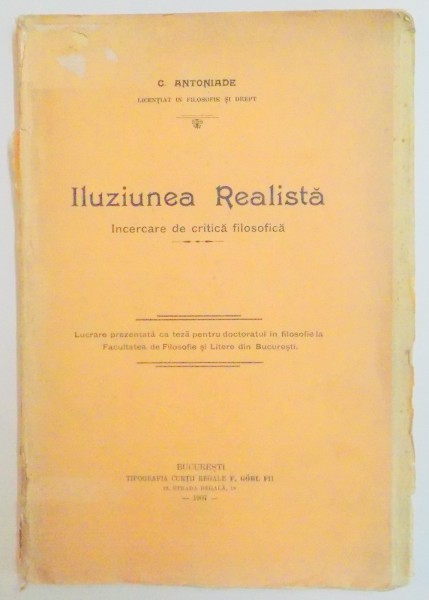 C. ANTONIADE
LICENȚIAT IN FILOSOFIE ȘI DREPT
Iluziunea Realistă
Incercare de critică filosofică
Lucrare prezentată ca teză pentru doctoratul în filosofie la
Facultatea de Filosofie și Litere din București.
BUCUREȘTI
TIPOGRAFIA CURȚII REGALE F, GÖBL FII
STRADA REGALĂ,